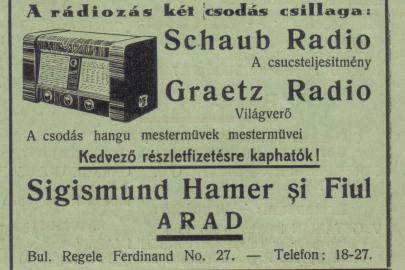 A rádiozás két csodás csillaga:
Schaub Radio
A csucsteljesitmény
Graetz Radio
Világverő
A csodás hangu mestermüvek mestermüvei
Kedvező részletfizetésre kaphatók!
Sigismund Hamer și Fiul
ARAD
Bul. Regele Ferdinand No. 27. — Telefon: 18-27.